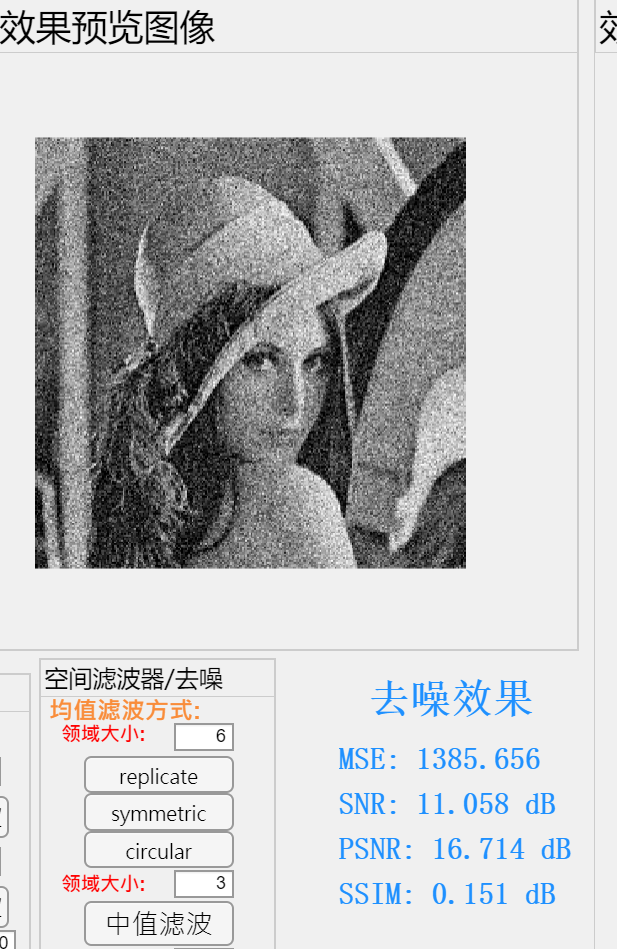 效果预览图像
空间滤波器/去噪
均值滤波方式:
领域大小: 6
replicate
symmetric
circular
领域大小: 3
中值滤波
去噪效果
MSE: 1385.656
SNR: 11.058 dB
PSNR: 16.714 dB
SSIM: 0.151 dB